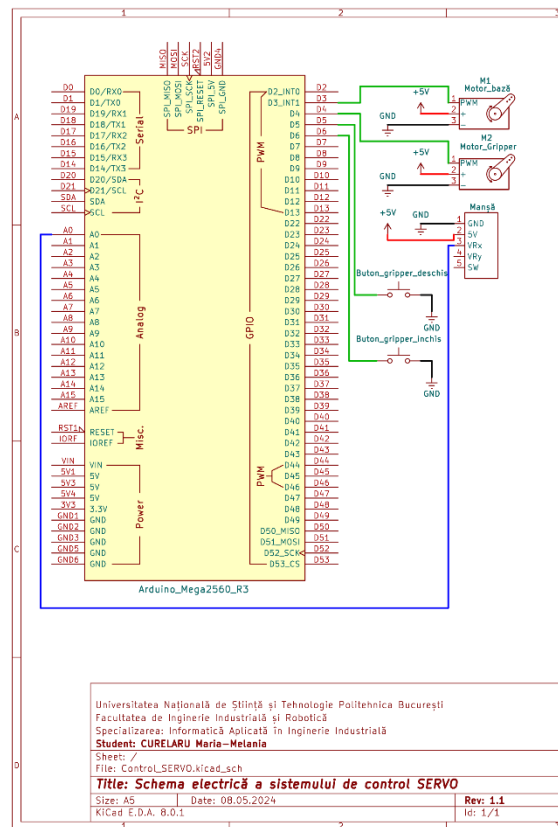 1 2 3
MISO MOSI SCK RST2 5V2 GND4
SPI_MISO SPI_MOSI SPI_SCK SPI_RESET SPI_5V SPI_GND
SPI
D0 D0/RX0
D1 D1/TX0
D19 D19/RX1
D18 D18/TX1
D17 D17/RX2
D16 D16/TX2
D15 D15/RX3
D14 D14/TX3
Serial
D20 D20/SDA
D21 D21/SCL
SDA SDA
SCL SCL
I²C
A0 A0
A1 A1
A2 A2
A3 A3
A4 A4
A5 A5
A6 A6
A7 A7
A8 A8
A9 A9
A10 A10
A11 A11
A12 A12
A13 A13
A14 A14
A15 A15
AREF AREF
Analog
RST1 RESET
IORF IOREF
Misc.
VIN VIN
5V1 5V
5V3 5V
5V4 5V
3V3 3.3V
GND1 GND
GND2 GND
GND3 GND
GND5 GND
GND6 GND
Power
D2_INT0 D2
D3_INT1 D3
D4 D4
D5 D5
D6 D6
D7 D7
D8 D8
D9 D9
D10 D10
D11 D11
D12 D12
D13 D13
PWM
D22 D22
D23 D23
D24 D24
D25 D25
D26 D26
D27 D27
D28 D28
D29 D29
D30 D30
D31 D31
D32 D32
D33 D33
D34 D34
D35 D35
D36 D36
D37 D37
D38 D38
D39 D39
D40 D40
D41 D41
D42 D42
D43 D43
GPIO
D44 D44
D45 D45
D46 D46
PWM
D47 D47
D48 D48
D49 D49
D50_MISO D50
D51_MOSI D51
D52_SCK D52
D53_CS D53
Arduino_Mega2560_R3
M1
Motor_bază
+5V
1 PWM
2 +
3 -
GND
M2
Motor_Gripper
+5V
1 PWM
2 +
3 -
GND
Manșă
+5V
GND
1 GND
2 5V
3 VRx
4 VRy
5 SW
Buton_gripper_deschis
GND
Buton_gripper_inchis
GND
A
B
C
D
Universitatea Națională de Știință și Tehnologie Politehnica București
Facultatea de Inginerie Industrială și Robotică
Specializarea: Informatică Aplicată în Inginerie Industrială
Student: CURELARU Maria-Melania
Sheet: /
File: Control_SERVO.kicad_sch
Title: Schema electrică a sistemului de control SERVO
Size: A5 Date: 08.05.2024 Rev: 1.1
KiCad E.D.A. 8.0.1 Id: 1/1
1 2